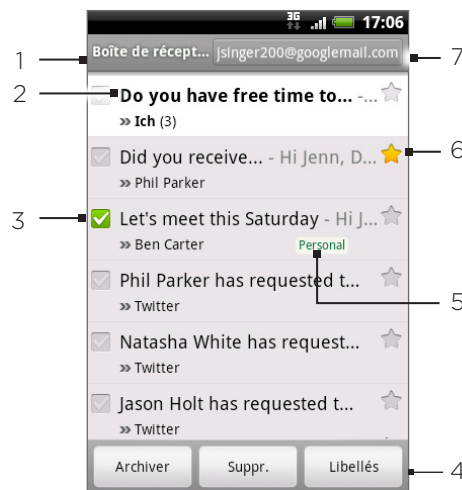 3G 17:06
1 Boîte de récept... jsinger200@googlemail.com 7
2 Do you have free time to... -...
» Ich (3)
Did you receive... - Hi Jenn, D... 6
» Phil Parker
3 Let's meet this Saturday - Hi J...
» Ben Carter Personal
Phil Parker has requested t... 5
» Twitter
Natasha White has request...
» Twitter
Jason Holt has requested t...
» Twitter
Archiver Suppr. Libellés 4